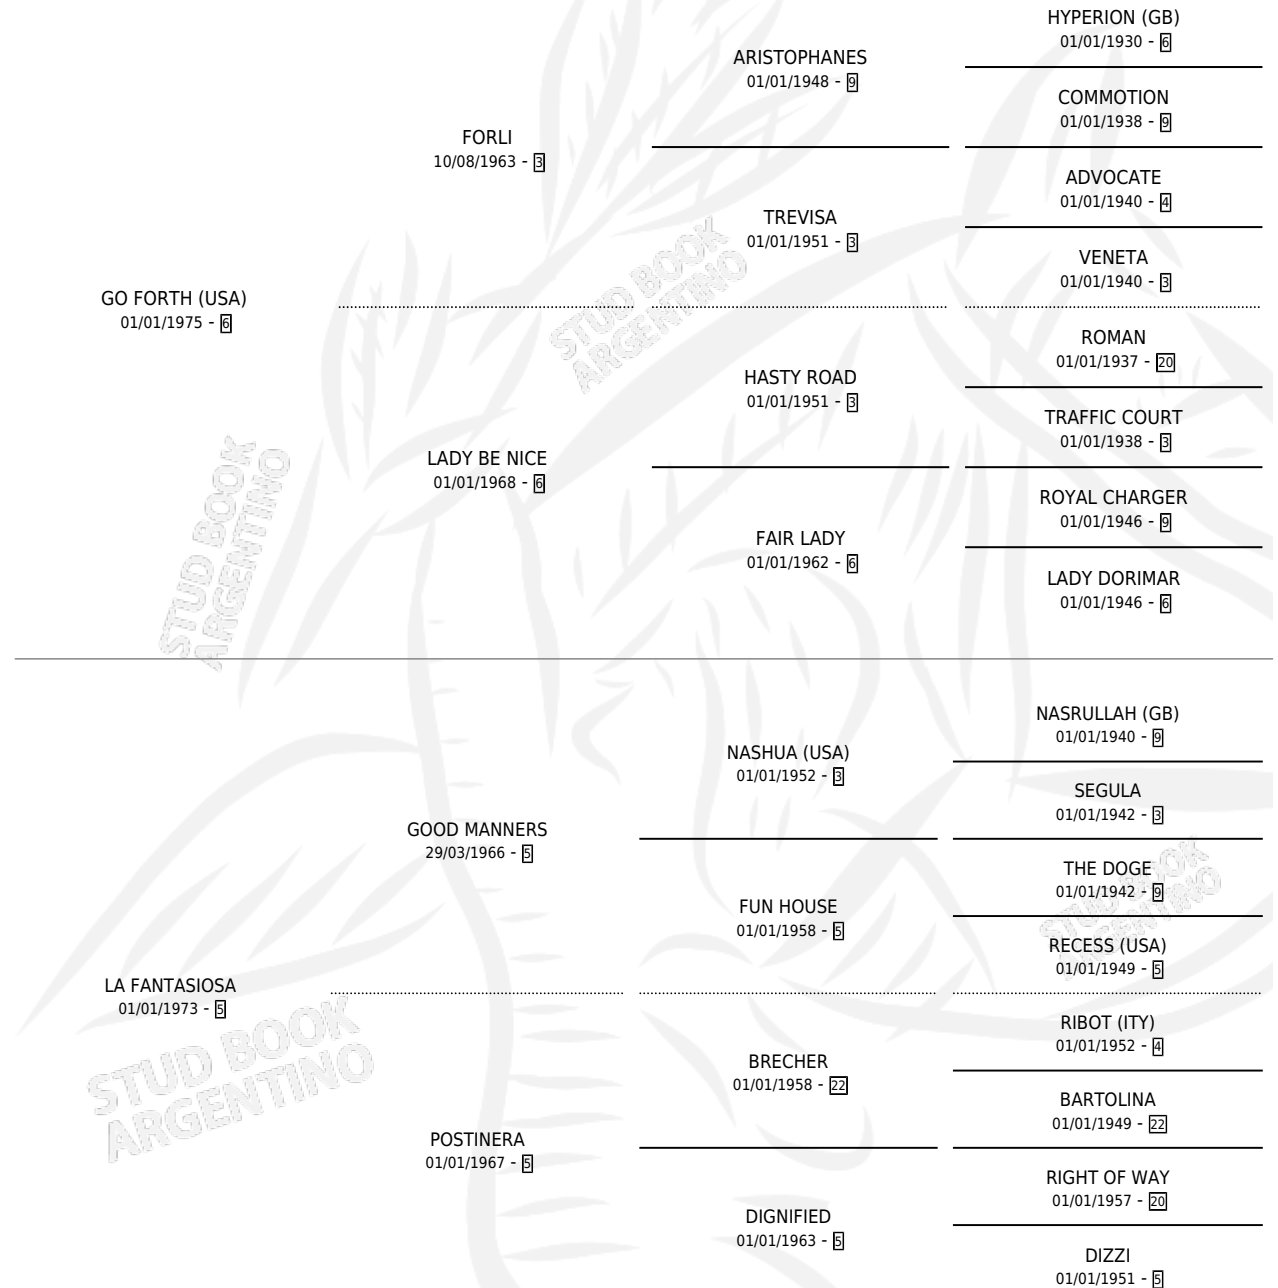 HYPERION (GB)
01/01/1930 - 6
ARISTOPHANES
01/01/1948 - 9
COMMOTION
01/01/1938 - 9
FORLI
10/08/1963 - 3
ADVOCATE
01/01/1940 - 4
TREVISA
01/01/1951 - 3
VENETA
01/01/1940 - 3
GO FORTH (USA)
01/01/1975 - 6
ROMAN
01/01/1937 - 20
HASTY ROAD
01/01/1951 - 3
TRAFFIC COURT
01/01/1938 - 3
LADY BE NICE
01/01/1968 - 6
ROYAL CHARGER
01/01/1946 - 9
FAIR LADY
01/01/1962 - 6
LADY DORIMAR
01/01/1946 - 6
NASRULLAH (GB)
01/01/1940 - 9
NASHUA (USA)
01/01/1952 - 3
SEGULA
01/01/1942 - 3
GOOD MANNERS
29/03/1966 - 5
THE DOGE
01/01/1942 - 9
FUN HOUSE
01/01/1958 - 5
RECESS (USA)
01/01/1949 - 5
LA FANTASIOSA
01/01/1973 - 5
RIBOT (ITY)
01/01/1952 - 4
BRECHER
01/01/1958 - 22
BARTOLINA
01/01/1949 - 22
POSTINERA
01/01/1967 - 5
RIGHT OF WAY
01/01/1957 - 20
DIGNIFIED
01/01/1963 - 5
DIZZI
01/01/1951 - 5
STUD BOOK
ARGENTINO
STUD BOOK
ARGENTINO
STUD BOOK
ARGENTINO
STUD BOOK
ARGENTINO